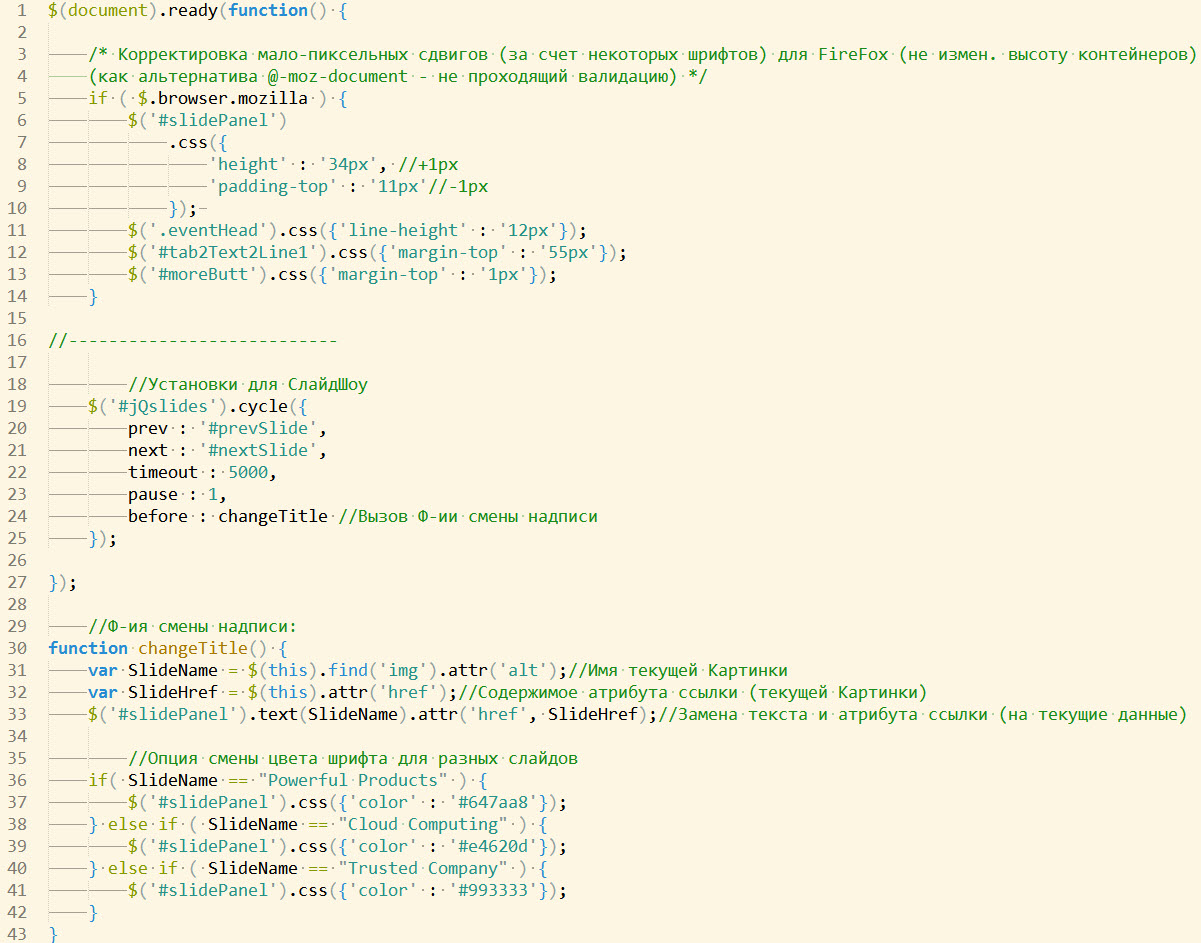 1 $(document).ready(function() {
2
3 /* Корректировка мало-пиксельных сдвигов (за счет некоторых шрифтов) для FireFox (не измен. высоту контейнеров)
4 (как альтернатива @-moz-document - не проходящий валидацию) */
5 if ( $.browser.mozilla ) {
6 $('#slidePanel')
7 .css({
8 'height' : '34px', //+1px
9 'padding-top' : '11px'//-1px
10 });
11 $('.eventHead').css({'line-height' : '12px'});
12 $('#tab2Text2Line1').css({'margin-top' : '55px'});
13 $('#moreButt').css({'margin-top' : '1px'});
14 }
15
16 //---------------------------
17
18 //Установки для СлайдШоу
19 $('#jQslides').cycle({
20 prev : '#prevSlide',
21 next : '#nextSlide',
22 timeout : 5000,
23 pause : 1,
24 before : changeTitle //Вызов Ф-ии смены надписи
25 });
26
27 });
28
29 //Ф-ия смены надписи:
30 function changeTitle() {
31 var SlideName = $(this).find('img').attr('alt');//Имя текущей Картинки
32 var SlideHref = $(this).attr('href');//Содержимое атрибута ссылки (текущей Картинки)
33 $('#slidePanel').text(SlideName).attr('href', SlideHref);//Замена текста и атрибута ссылки (на текущие данные)
34
35 //Опция смены цвета шрифта для разных слайдов
36 if( SlideName == "Powerful Products" ) {
37 $('#slidePanel').css({'color' : '#647aa8'});
38 } else if ( SlideName == "Cloud Computing" ) {
39 $('#slidePanel').css({'color' : '#e4620d'});
40 } else if ( SlideName == "Trusted Company" ) {
41 $('#slidePanel').css({'color' : '#993333'});
42 }
43 }